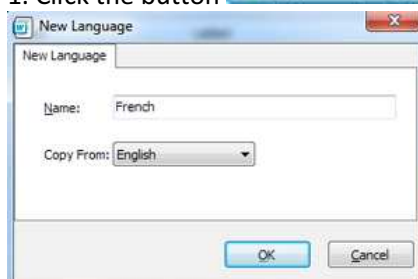 1. Click the button
New Language
New Language
Name: French
Copy From: English
OK Cancel